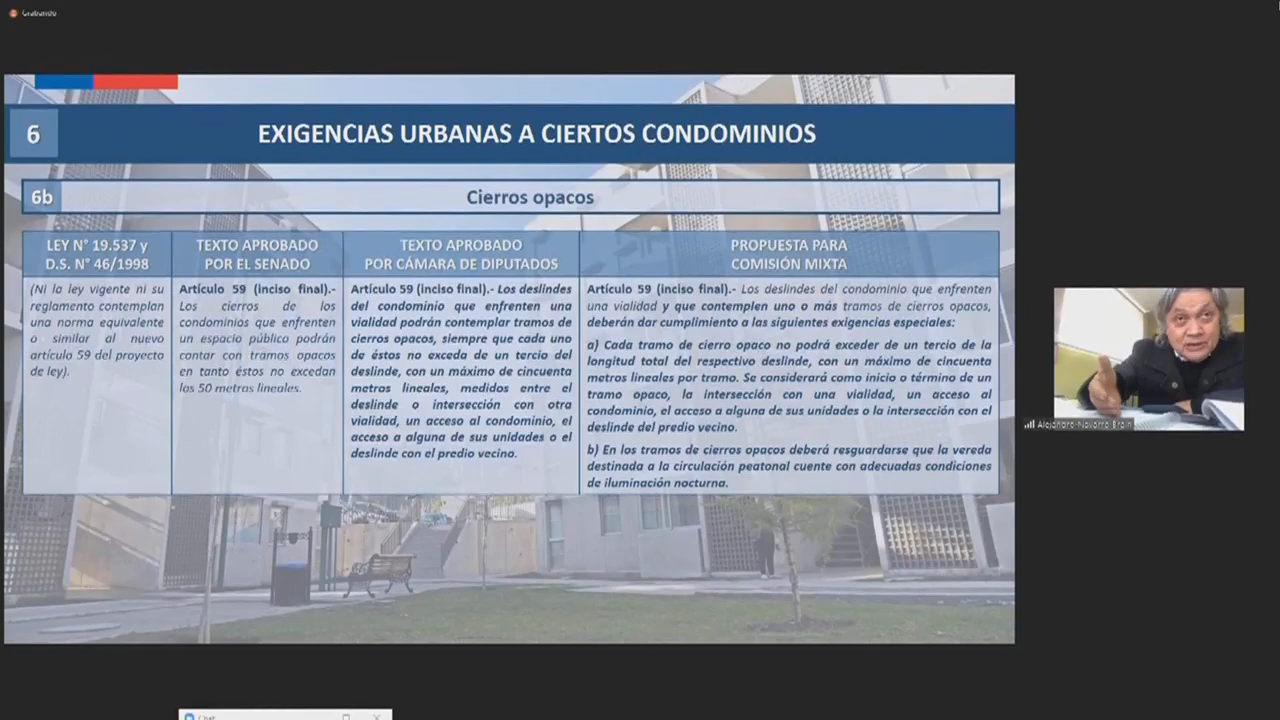 Grabando
6
EXIGENCIAS URBANAS A CIERTOS CONDOMINIOS
6b
Cierros opacos
LEY N° 19.537 y
D.S. N° 46/1998
(Ni la ley vigente ni su
reglamento contemplan
una norma equivalente
o similar al nuevo
artículo 59 del proyecto
de ley).
TEXTO APROBADO
POR EL SENADO
Artículo 59 (inciso final).-
Los cierros de los
condominios que enfrenten
un espacio público podrán
contar con tramos opacos
en tanto éstos no excedan
los 50 metros lineales.
TEXTO APROBADO
POR CÁMARA DE DIPUTADOS
Artículo 59 (inciso final).- Los deslindes
del condominio que enfrenten una
vialidad podrán contemplar tramos de
cierros opacos, siempre que cada uno
de éstos no exceda de un tercio del
deslinde, con un máximo de cincuenta
metros lineales, medidos entre el
deslinde o intersección con otra
vialidad, un acceso al condominio, el
acceso a alguna de sus unidades o el
deslinde con el predio vecino.
PROPUESTA PARA
COMISIÓN MIXTA
Artículo 59 (inciso final).- Los deslindes del condominio que enfrenten
una vialidad y que contemplen uno o más tramos de cierros opacos,
deberán dar cumplimiento a las siguientes exigencias especiales:
a) Cada tramo de cierro opaco no podrá exceder de un tercio de la
longitud total del respectivo deslinde, con un máximo de cincuenta
metros lineales por tramo. Se considerará como inicio o término de un
tramo opaco, la intersección con una vialidad, un acceso al
condominio, el acceso a alguna de sus unidades o la intersección con el
deslinde del predio vecino.
b) En los tramos de cierros opacos deberá resguardarse que la vereda
destinada a la circulación peatonal cuente con adecuadas condiciones
de iluminación nocturna.
Alejandro Navarro Brain
Chat